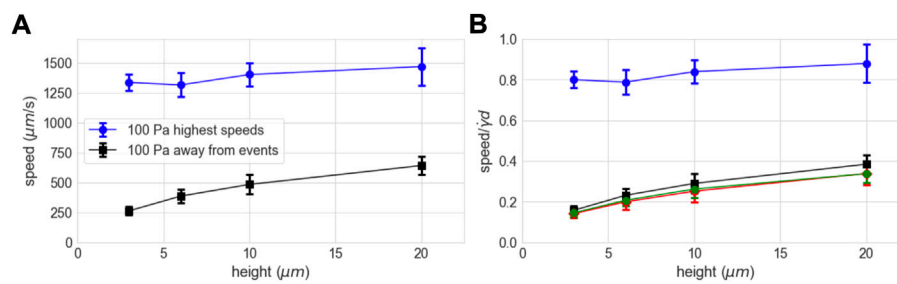 A
speed (μm/s)
1500
1250
1000
750
500
250
0
100 Pa highest speeds
100 Pa away from events
0
5
10
15
20
height (μm)
B
speed/γ̇d
1.0
0.8
0.6
0.4
0.2
0.0
0
5
10
15
20
height (μm)